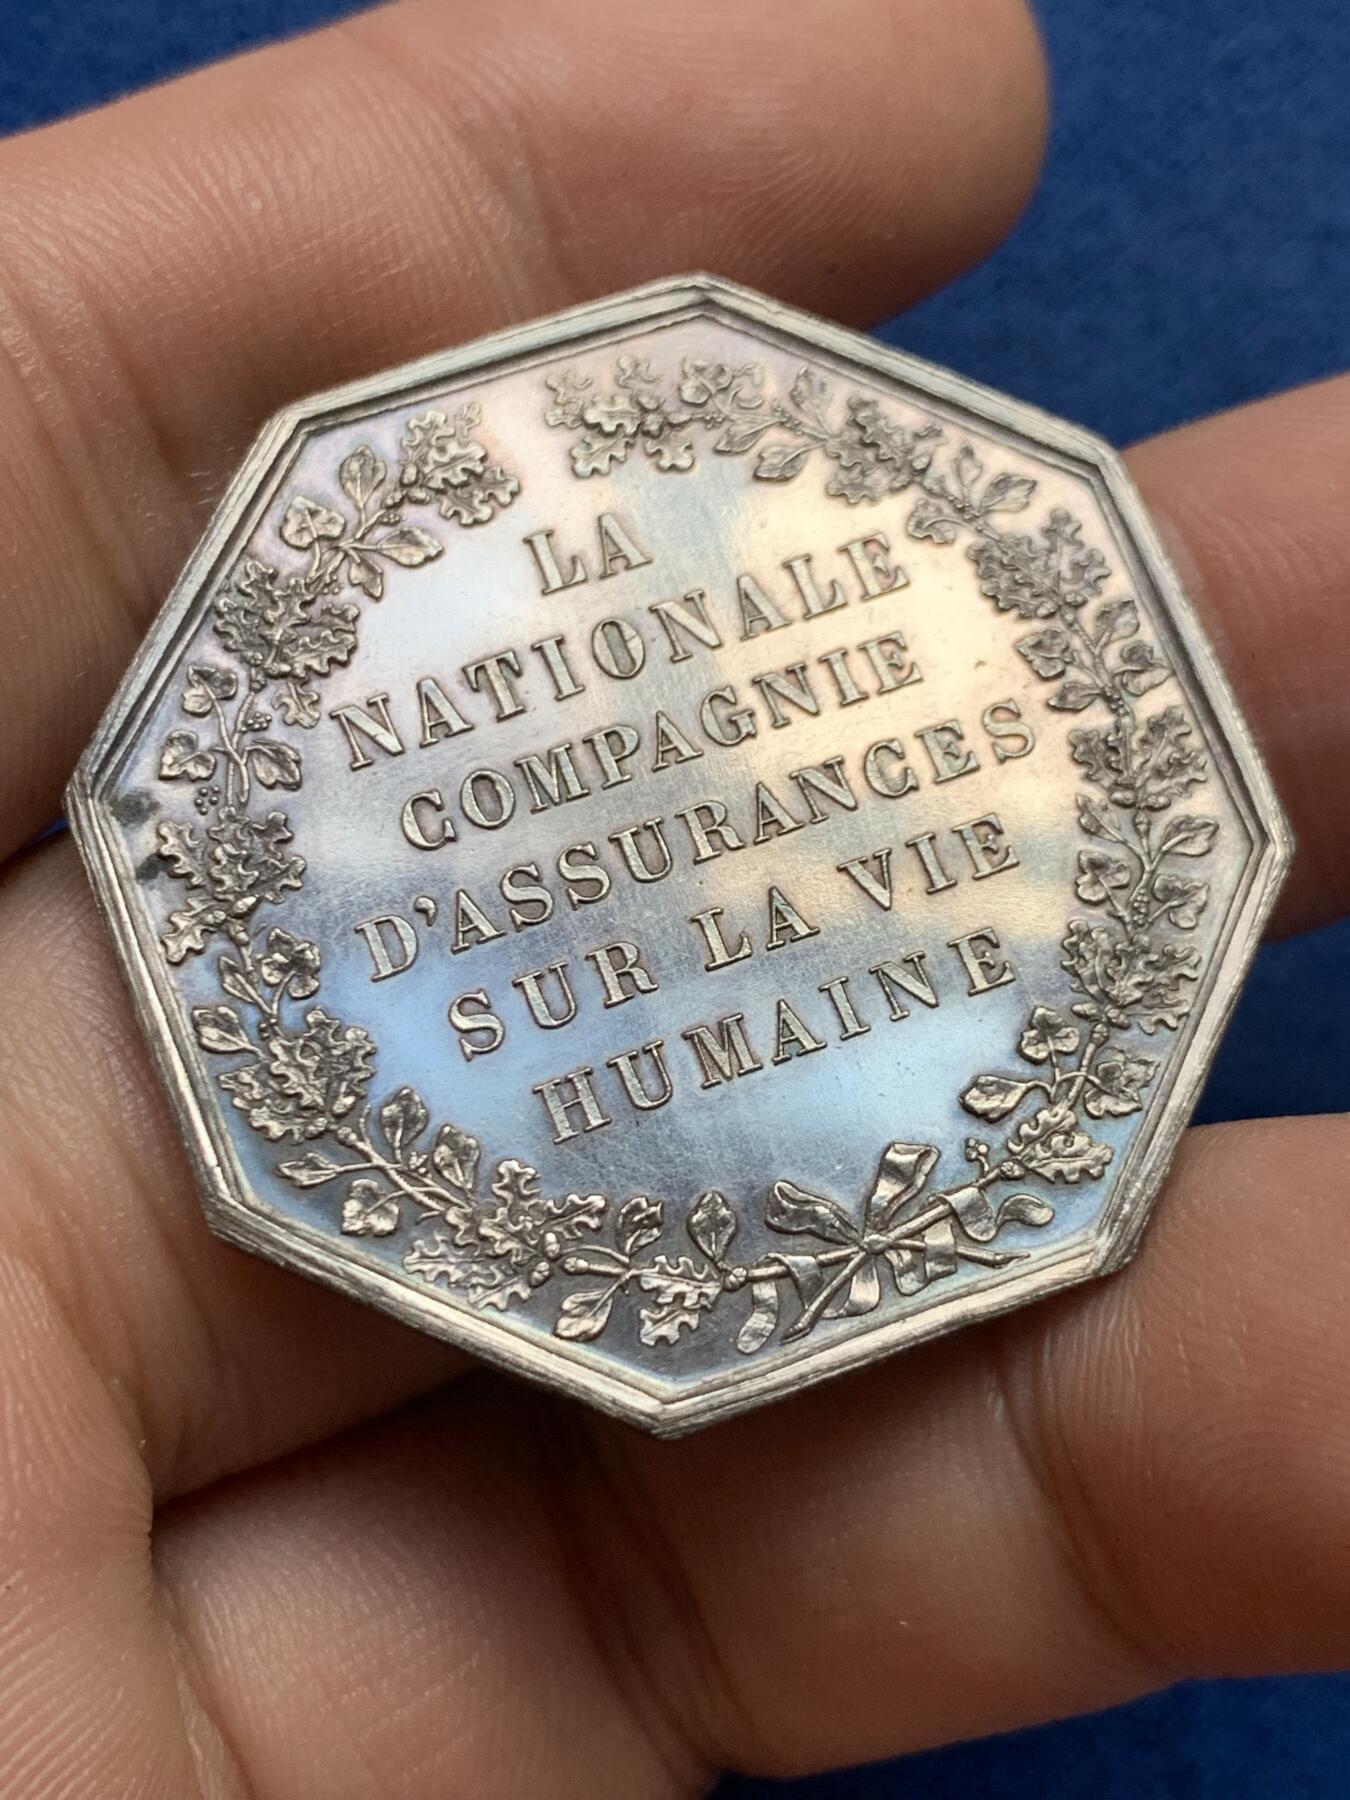 LA
NATIONALE
COMPAGNIE
D'ASSURANCES
SUR LA VIE
HUMAINE